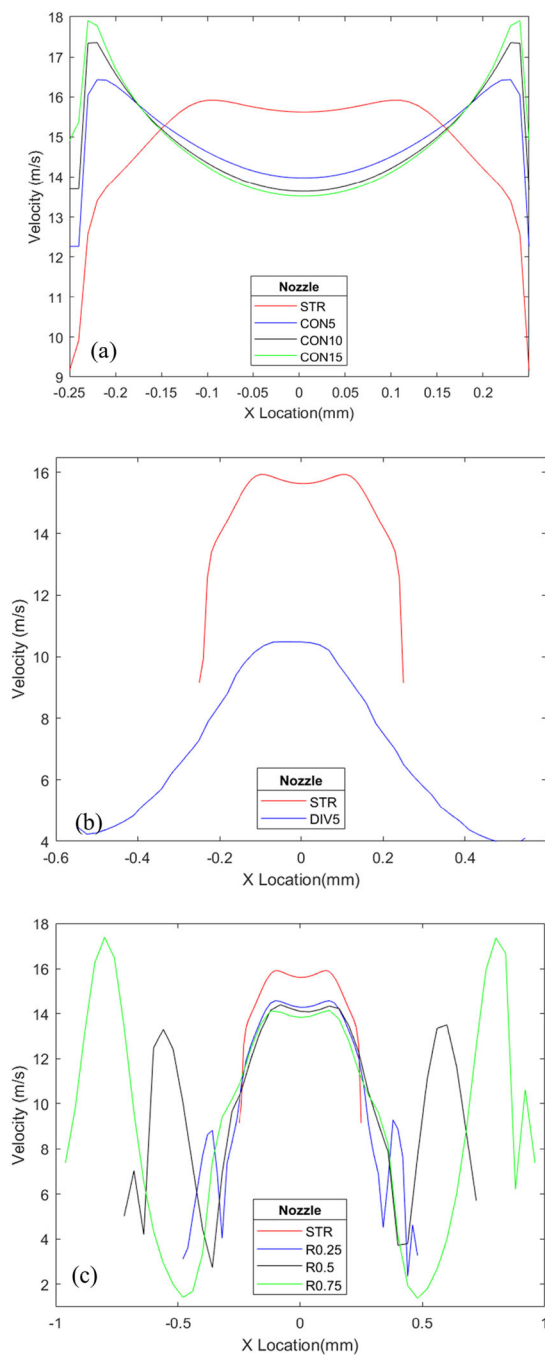 18
17
16
15
14
13
12
11
10
9
Velocity (m/s)
Nozzle
STR
CON5
CON10
CON15
(a)
-0.25 -0.2 -0.15 -0.1 -0.05 0 0.05 0.1 0.15 0.2
X Location(mm)
16
14
12
10
8
6
4
Velocity (m/s)
Nozzle
STR
DIV5
(b)
-0.6 -0.4 -0.2 0 0.2 0.4
X Location(mm)
18
16
14
12
10
8
6
4
2
Velocity (m/s)
Nozzle
STR
R0.25
R0.5
R0.75
(c)
-1 -0.5 0 0.5 1
X Location(mm)